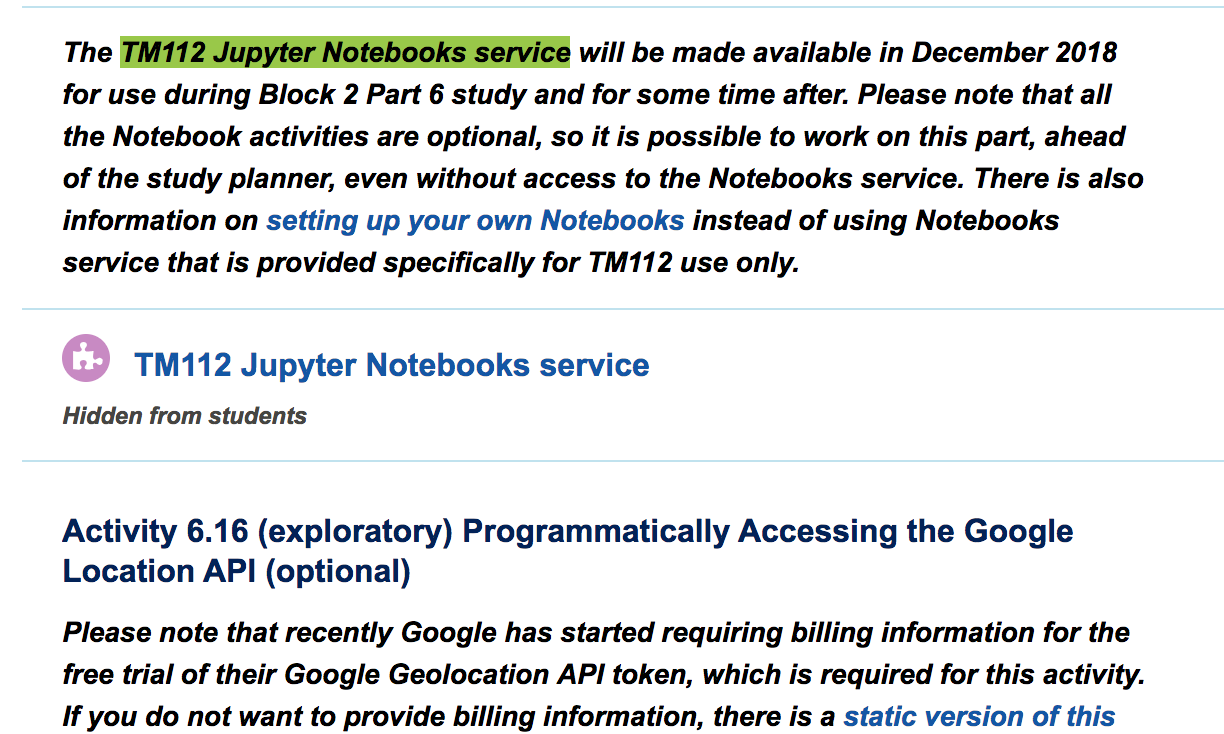 The TM112 Jupyter Notebooks service will be made available in December 2018
for use during Block 2 Part 6 study and for some time after. Please note that all
the Notebook activities are optional, so it is possible to work on this part, ahead
of the study planner, even without access to the Notebooks service. There is also
information on setting up your own Notebooks instead of using Notebooks
service that is provided specifically for TM112 use only.
TM112 Jupyter Notebooks service
Hidden from students
Activity 6.16 (exploratory) Programmatically Accessing the Google
Location API (optional)
Please note that recently Google has started requiring billing information for the
free trial of their Google Geolocation API token, which is required for this activity.
If you do not want to provide billing information, there is a static version of this